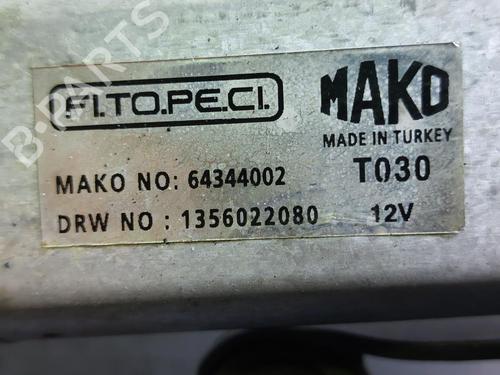 FI.TO.PE.CI.
MAKO
MADE IN TURKEY
MAKO NO: 64344002
T030
DRW NO : 1356022080
12V
B-PARTS